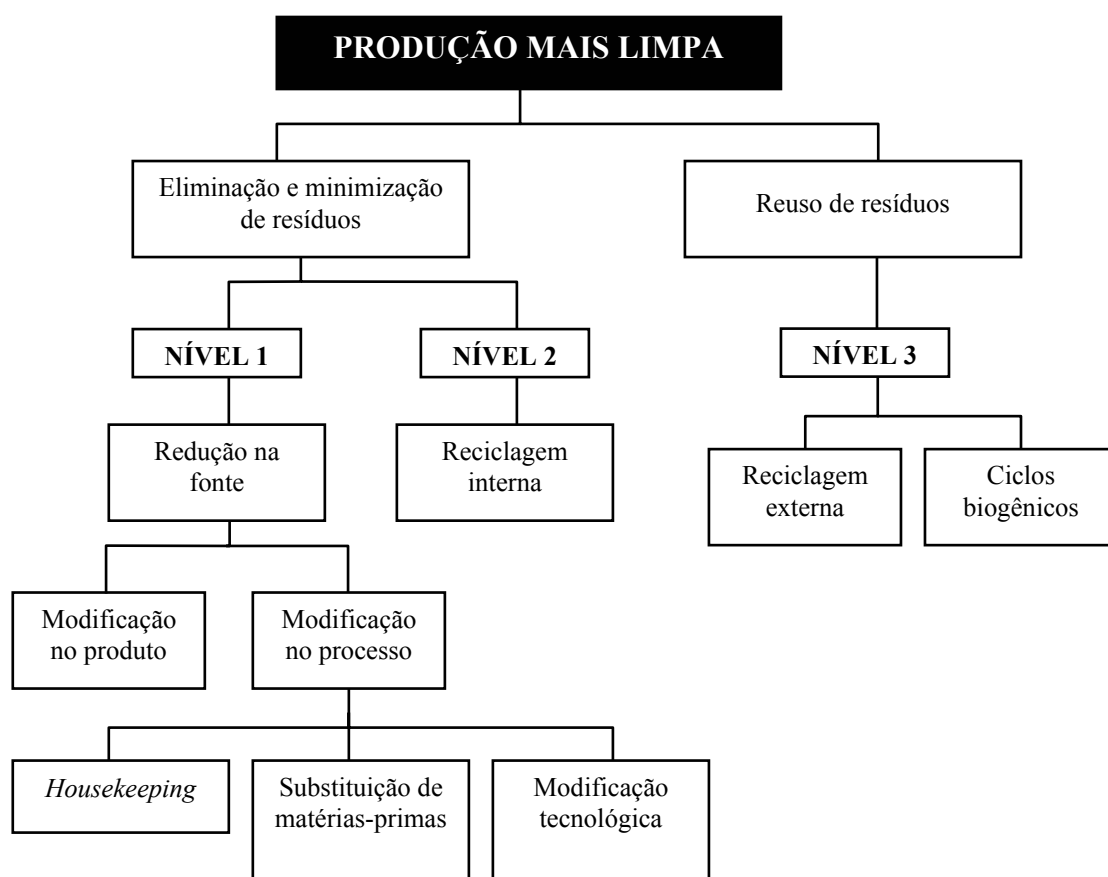 PRODUÇÃO MAIS LIMPA
Eliminação e minimização
de resíduos
Reuso de resíduos
NÍVEL 1
NÍVEL 2
NÍVEL 3
Redução na
fonte
Reciclagem
interna
Reciclagem
externa
Ciclos
biogênicos
Modificação
no produto
Modificação
no processo
Housekeeping
Substituição de
matérias-primas
Modificação
tecnológica